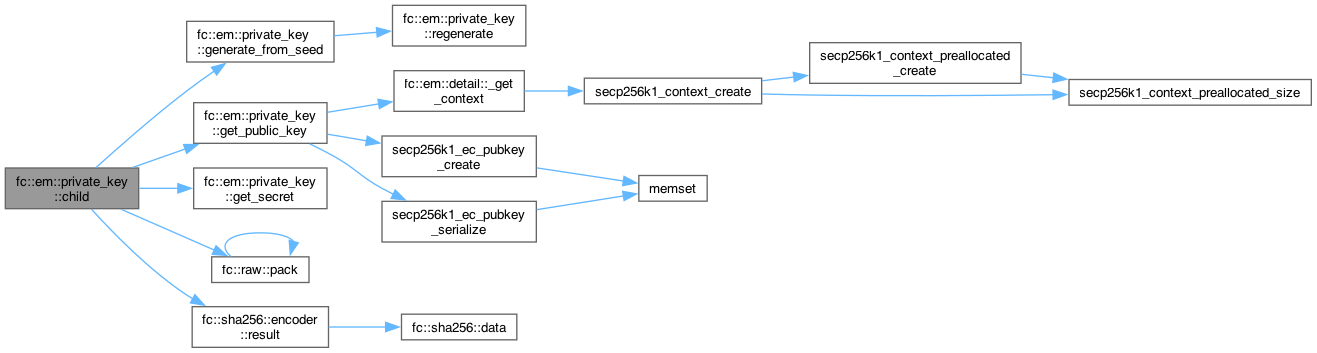 fc::em::private_key
::child
fc::em::private_key
::generate_from_seed
fc::em::private_key
::regenerate
fc::em::private_key
::get_public_key
fc::em::detail::_get
_context
secp256k1_context_create
secp256k1_context_preallocated
_create
secp256k1_context_preallocated_size
secp256k1_ec_pubkey
_create
secp256k1_ec_pubkey
_serialize
memset
fc::em::private_key
::get_secret
fc::raw::pack
fc::sha256::encoder
::result
fc::sha256::data